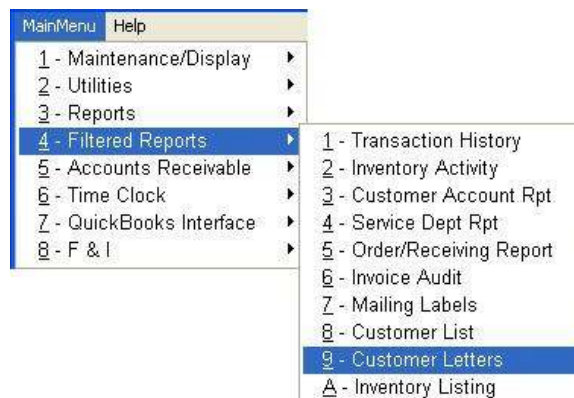 MainMenu Help
1 - Maintenance/Display
2 - Utilities
3 - Reports
4 - Filtered Reports
5 - Accounts Receivable
6 - Time Clock
7 - QuickBooks Interface
8 - F & I
1 - Transaction History
2 - Inventory Activity
3 - Customer Account Rpt
4 - Service Dept Rpt
5 - Order/Receiving Report
6 - Invoice Audit
7 - Mailing Labels
8 - Customer List
9 - Customer Letters
A - Inventory Listing